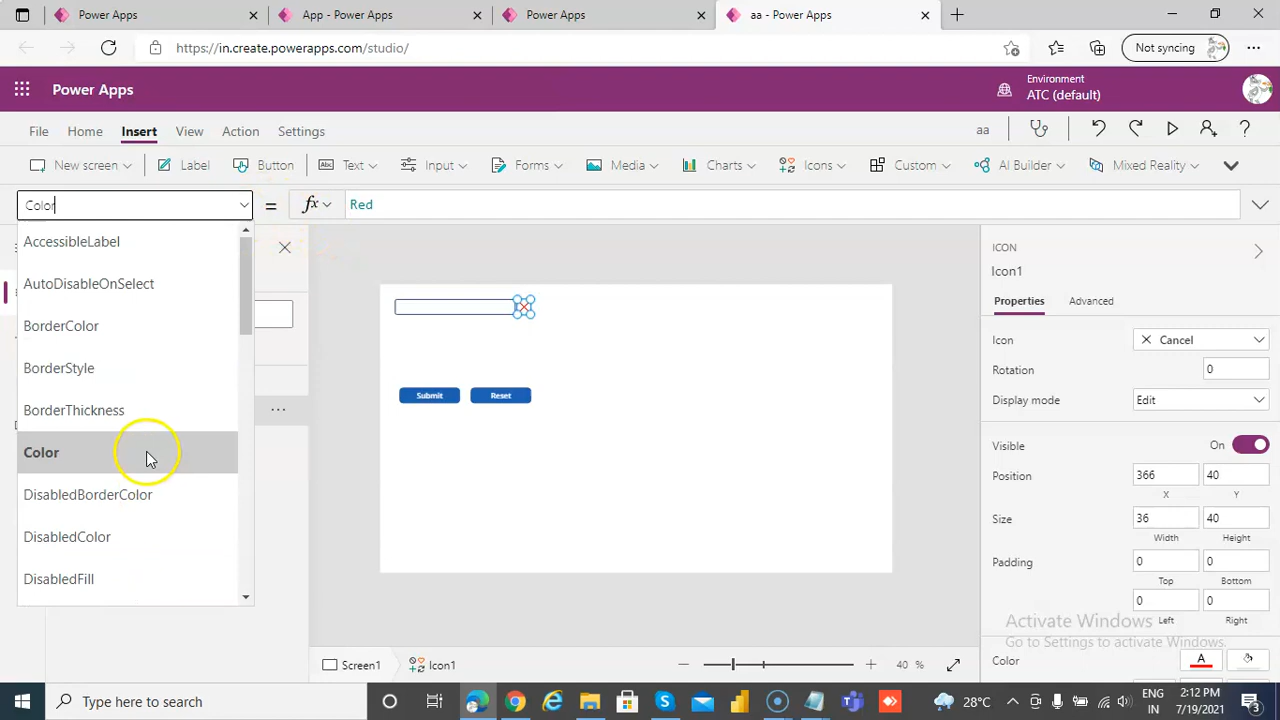 Power Apps
App - Power Apps
Power Apps
aa - Power Apps
https://in.create.powerapps.com/studio/
Not syncing
Power Apps
Environment
ATC (default)
File
Home
Insert
View
Action
Settings
aa
New screen
Label
Button
Text
Input
Forms
Media
Charts
Icons
Custom
AI Builder
Mixed Reality
Color
=
fx
Red
AccessibleLabel
AutoDisableOnSelect
BorderColor
BorderStyle
BorderThickness
Color
DisabledBorderColor
DisabledColor
DisabledFill
Submit
Reset
ICON
Icon1
Properties
Advanced
Icon
Cancel
Rotation
0
Display mode
Edit
Visible
On
Position
366
40
X
Y
Size
36
40
Width
Height
Padding
0
0
Top
Bottom
0
0
Left
Right
Activate Windows
Go to Settings to activate Windows.
Color
A
Screen1
Icon1
40 %
Type here to search
28°C
ENG
IN
2:12 PM
7/19/2021
3